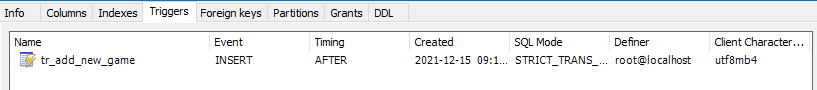 Info Columns Indexes Triggers Foreign keys Partitions Grants DDL
Name Event Timing Created SQL Mode Definer Client Character...
tr_add_new_game INSERT AFTER 2021-12-15 09:1... STRICT_TRANS_... root@localhost utf8mb4